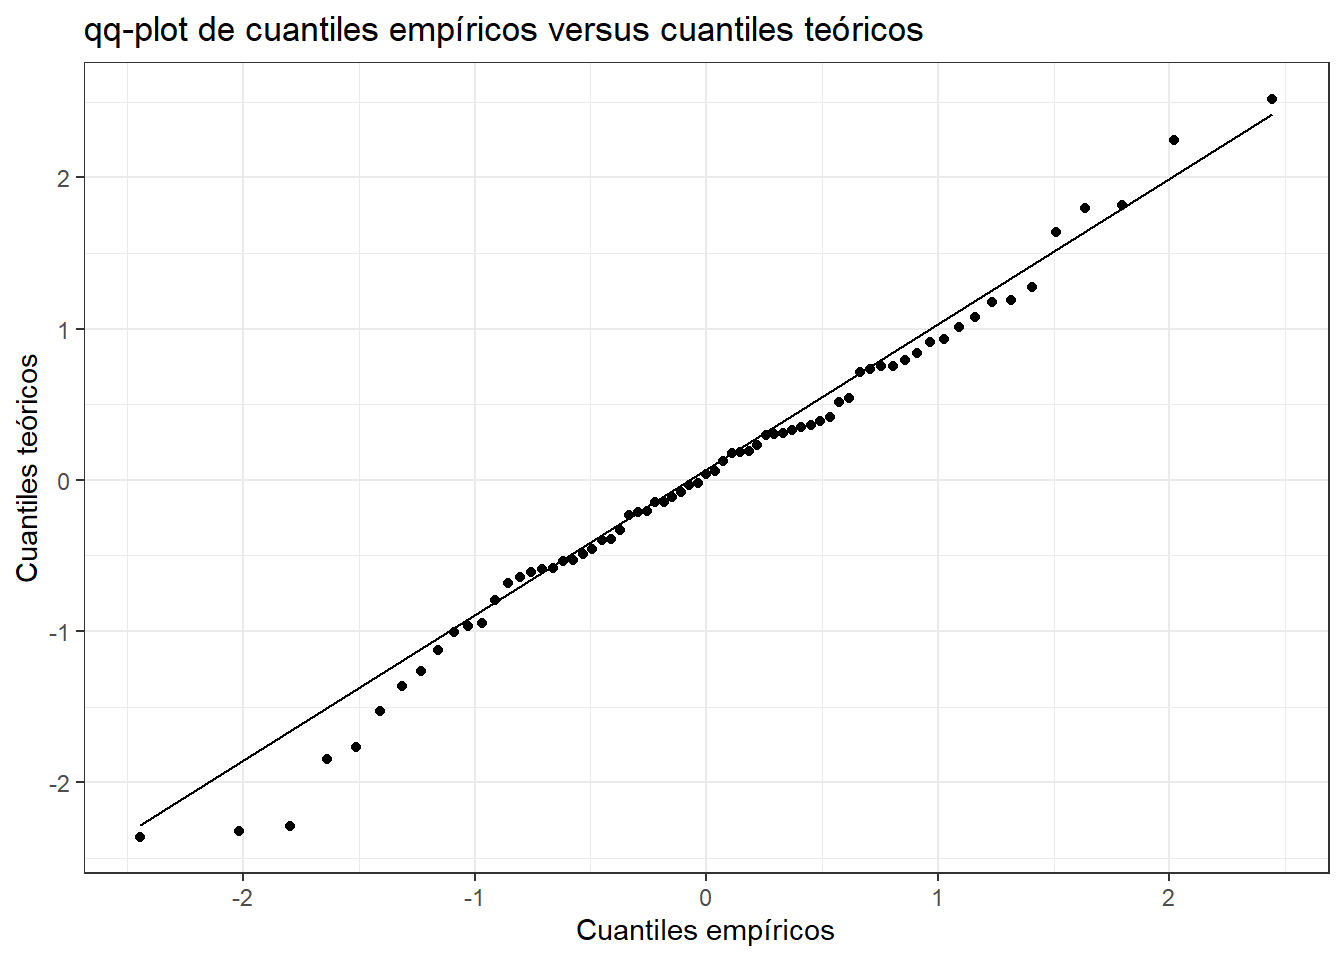 qq-plot de cuantiles empíricos versus cuantiles teóricos
Cuantiles teóricos
2
1
0
-1
-2
-2 -1 0 1 2
Cuantiles empíricos